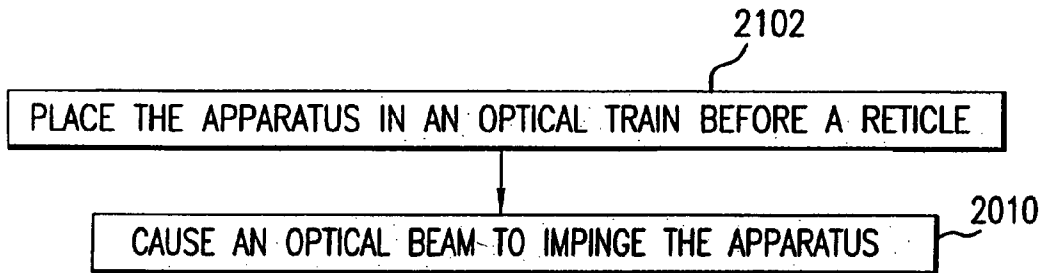 2102
PLACE THE APPARATUS IN AN OPTICAL TRAIN BEFORE A RETICLE
2010
CAUSE AN OPTICAL BEAM TO IMPINGE THE APPARATUS